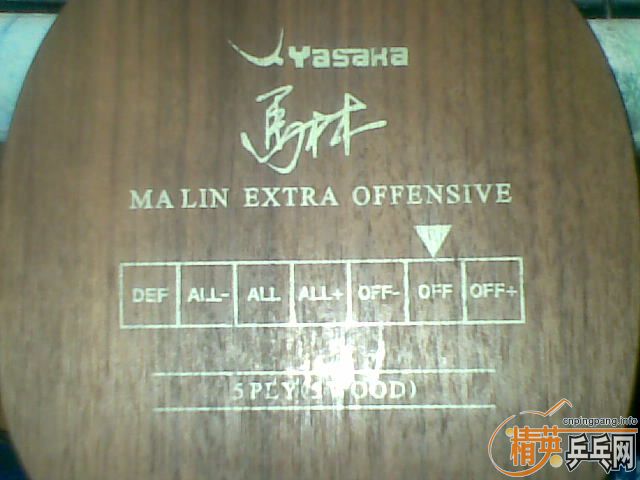 Yasaka
馬林
MA LIN EXTRA OFFENSIVE
DEF ALL- ALL ALL+ OFF- OFF OFF+
5 PLY(5WOOD)
cnpingpang.info
精英乒乓网